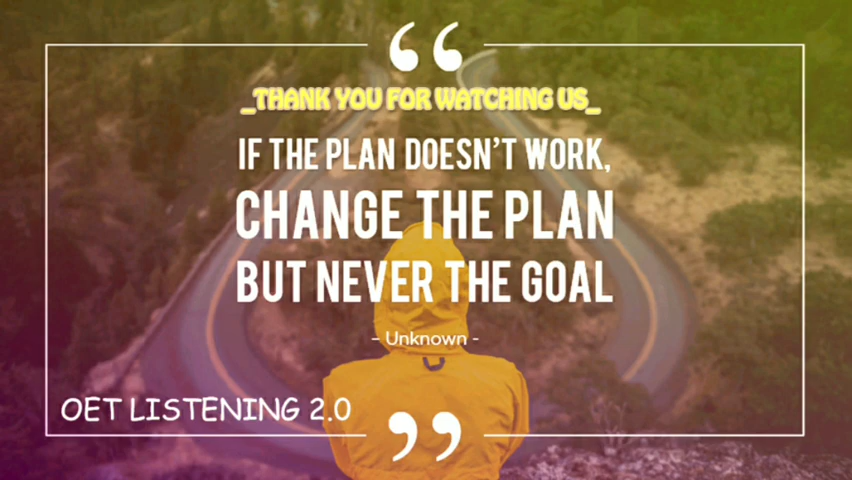 “
_THANK YOU FOR WATCHING US_
IF THE PLAN DOESN’T WORK,
CHANGE THE PLAN
BUT NEVER THE GOAL
- Unknown -
OET LISTENING 2.0
”